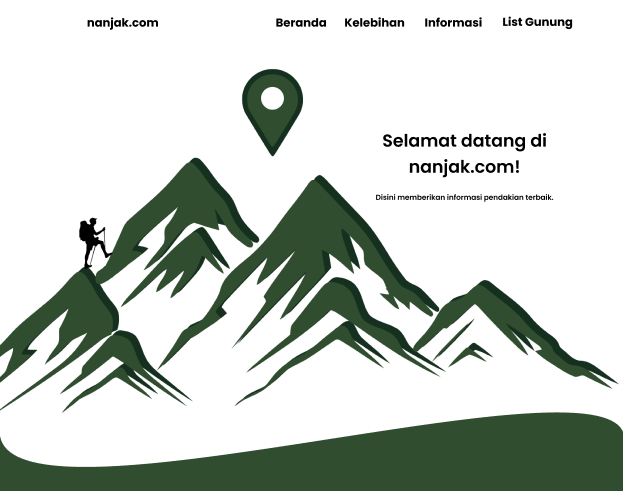 nanjak.com Beranda Kelebihan Informasi List Gunung
Selamat datang di
nanjak.com!
Disini memberikan informasi pendakian terbaik.